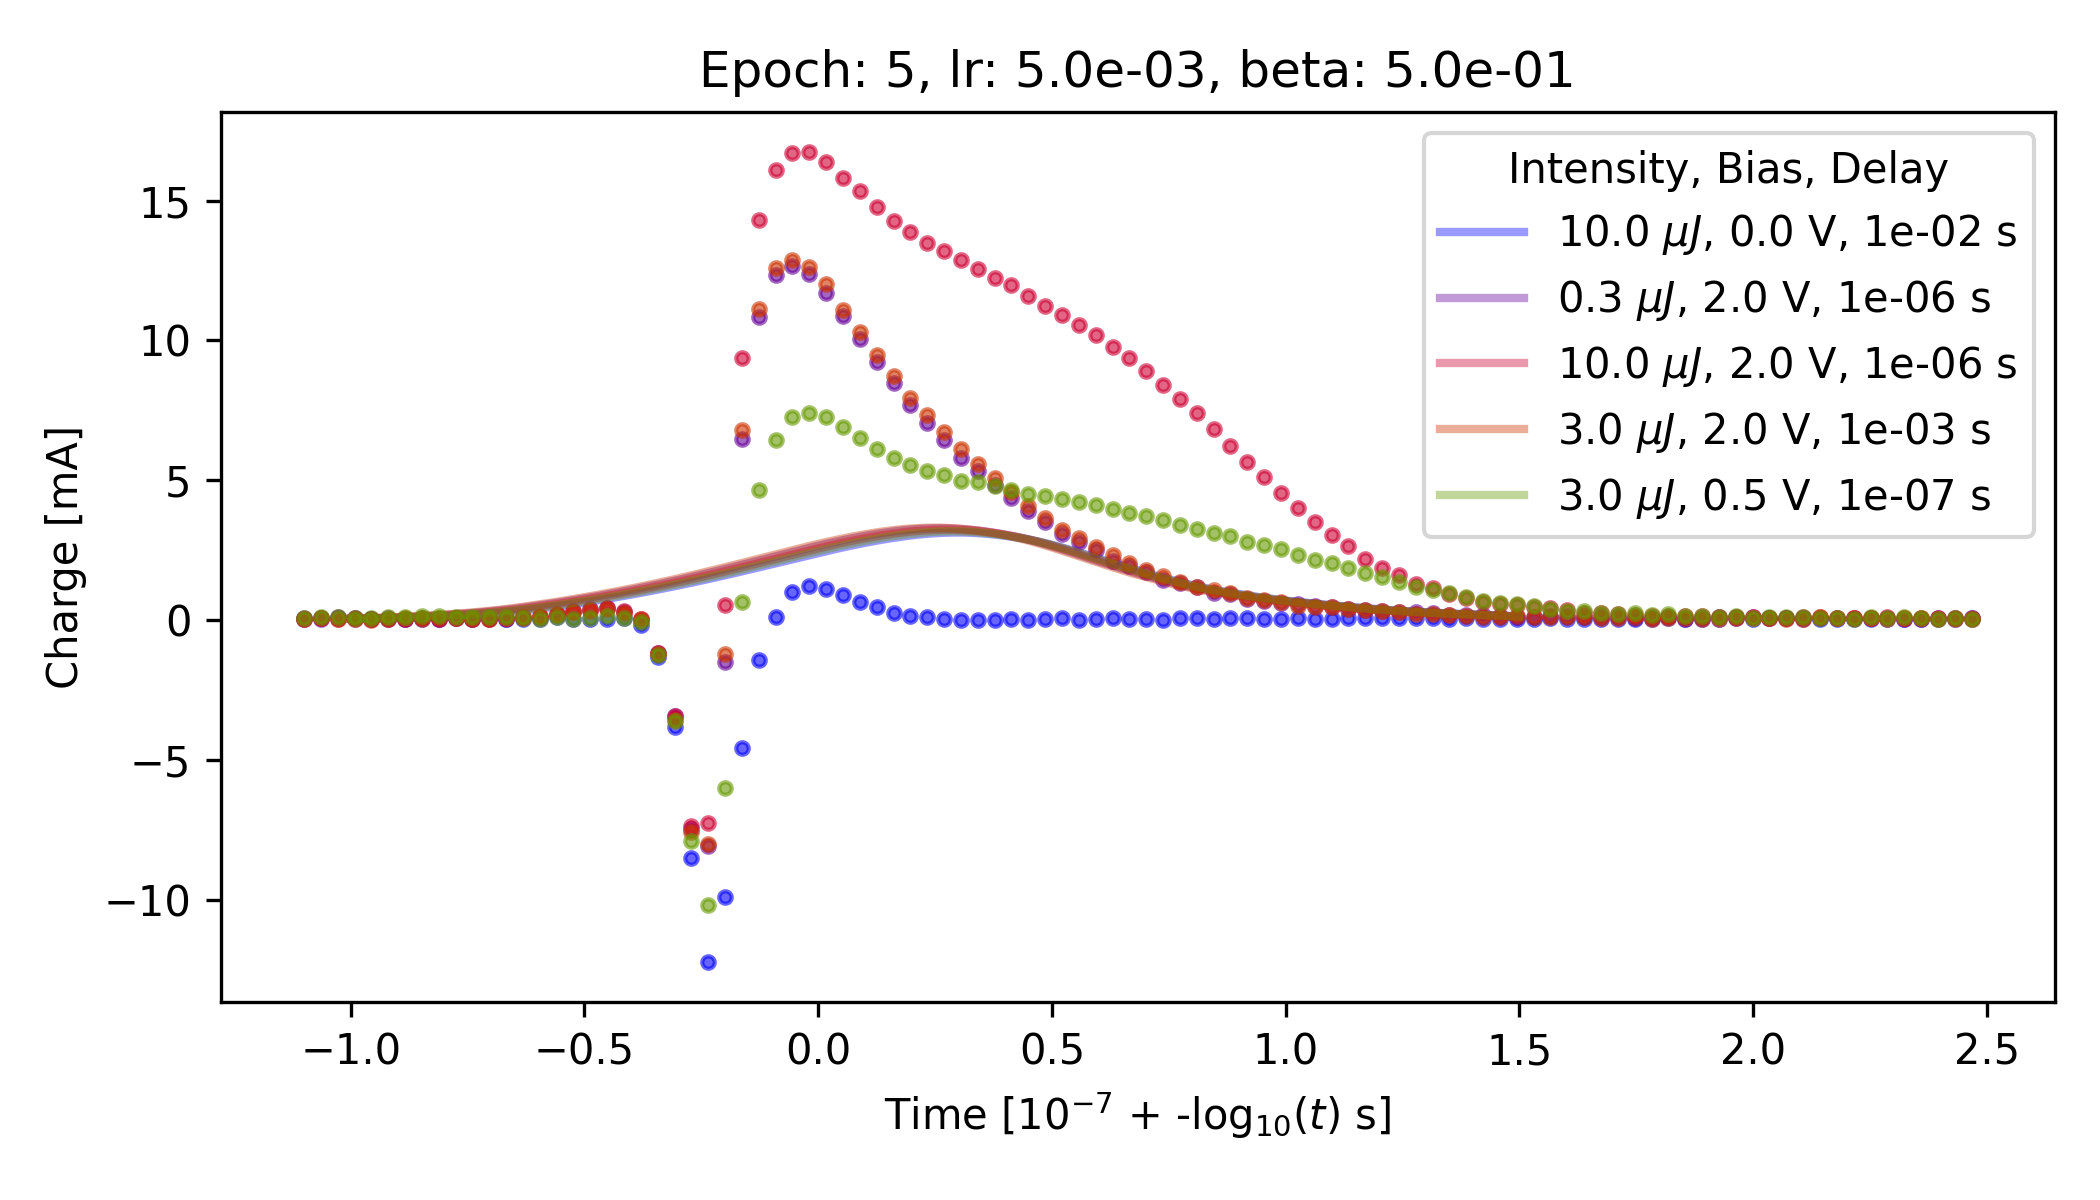 Epoch: 5, lr: 5.0e-03, beta: 5.0e-01
Intensity, Bias, Delay
10.0 μJ, 0.0 V, 1e-02 s
0.3 μJ, 2.0 V, 1e-06 s
10.0 μJ, 2.0 V, 1e-06 s
3.0 μJ, 2.0 V, 1e-03 s
3.0 μJ, 0.5 V, 1e-07 s
Charge [mA]
15
10
5
0
−5
−10
−1.0 −0.5 0.0 0.5 1.0 1.5 2.0 2.5
Time [10⁻⁷ + -log₁₀(t) s]